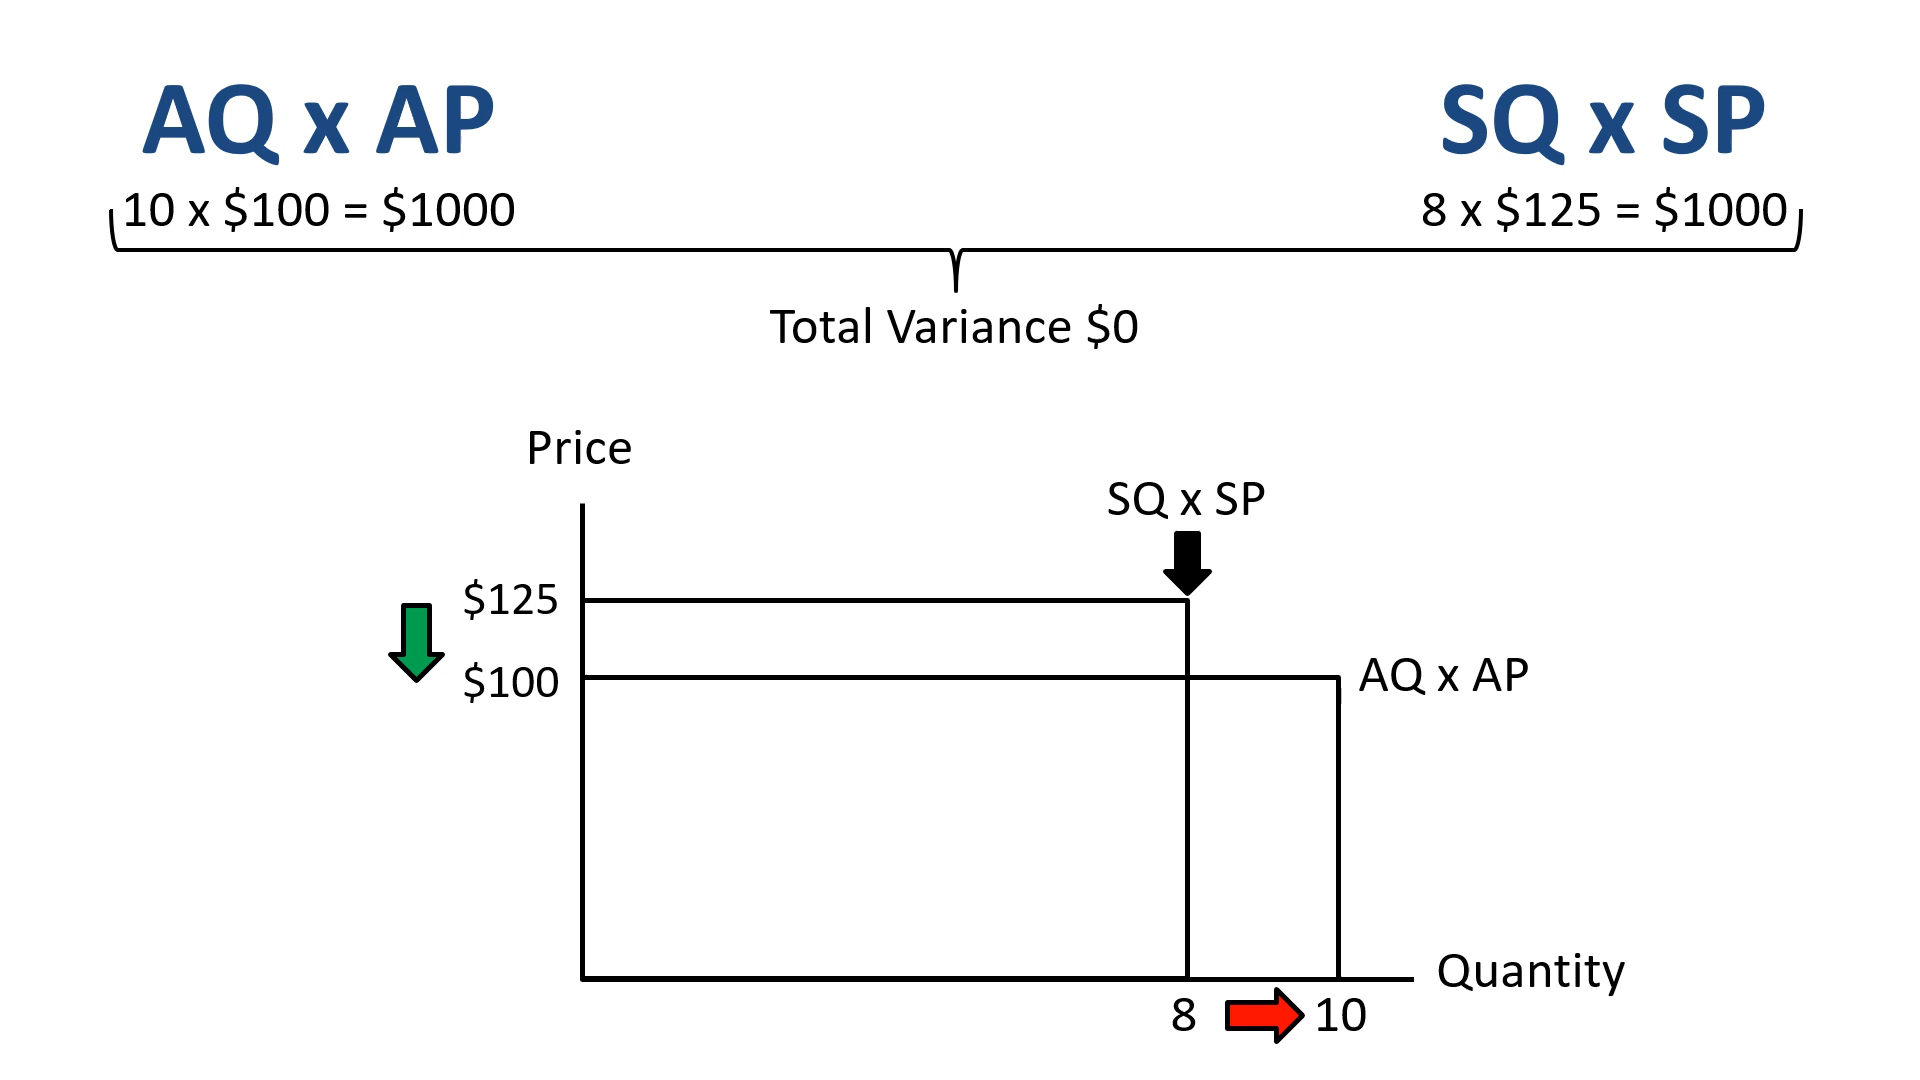 AQ x AP
SQ x SP
10 x $100 = $1000
8 x $125 = $1000
Total Variance $0
Price
SQ x SP
$125
$100
AQ x AP
Quantity
8
10